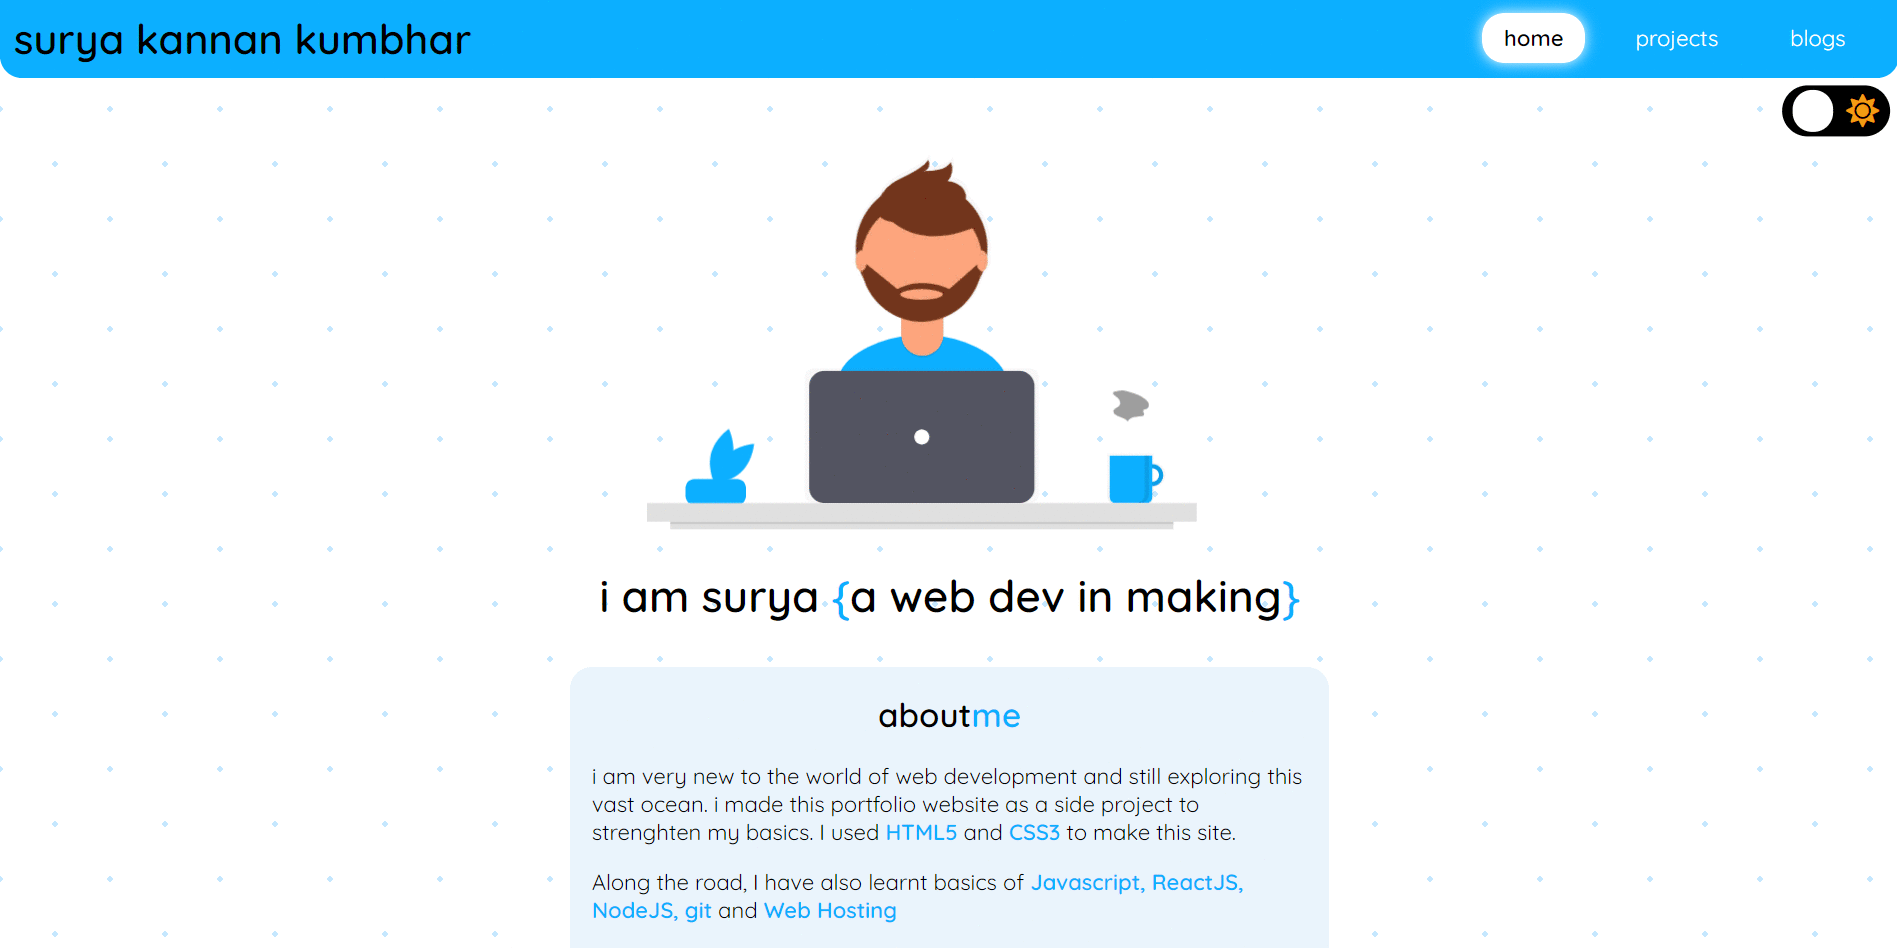 surya kannan kumbhar
home
projects
blogs
i am surya {a web dev in making}
aboutme
i am very new to the world of web development and still exploring this
vast ocean. i made this portfolio website as a side project to
strenghten my basics. I used HTML5 and CSS3 to make this site.
Along the road, I have also learnt basics of Javascript, ReactJS,
NodeJS, git and Web Hosting